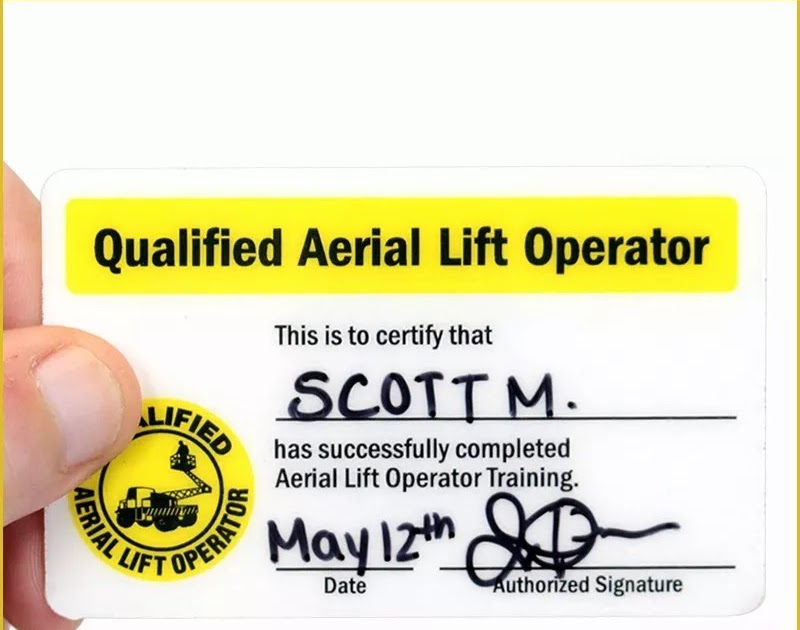 Qualified Aerial Lift Operator
This is to certify that
SCOTT M.
has successfully completed
Aerial Lift Operator Training.
AERIAL LIFT OPERATOR
May 12th
Date
Authorized Signature